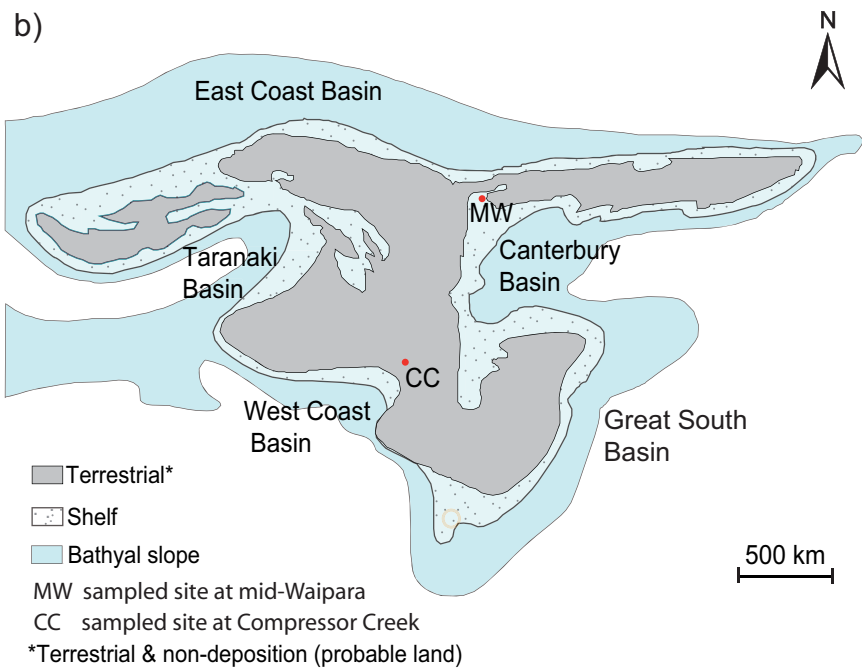 b)
N
East Coast Basin
MW
Taranaki
Basin
Canterbury
Basin
CC
West Coast
Basin
Great South
Basin
Terrestrial*
Shelf
Bathyal slope
500 km
MW sampled site at mid-Waipara
CC sampled site at Compressor Creek
*Terrestrial & non-deposition (probable land)